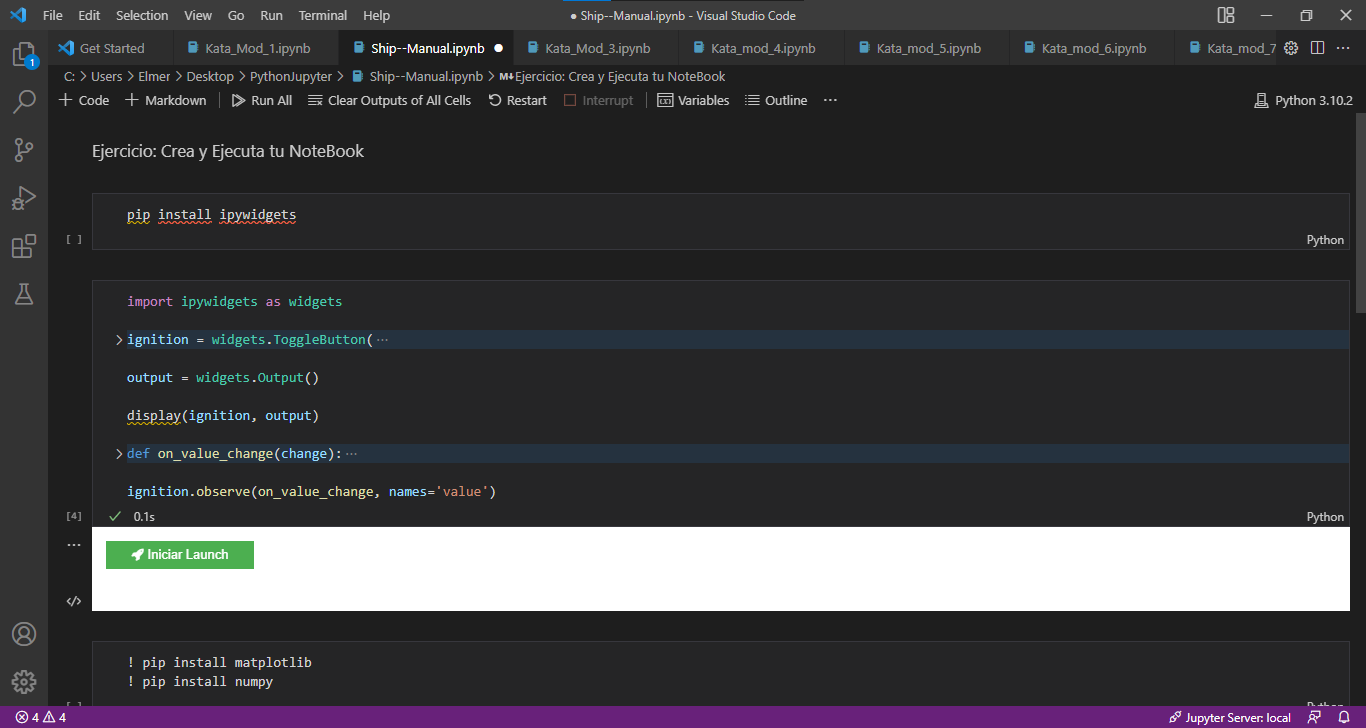 File Edit Selection View Go Run Terminal Help ● Ship--Manual.ipynb - Visual Studio Code
Get Started Kata_Mod_1.ipynb Ship--Manual.ipynb ● Kata_Mod_3.ipynb Kata_mod_4.ipynb Kata_mod_5.ipynb Kata_mod_6.ipynb Kata_mod_7 ···
1
C: > Users > Elmer > Desktop > PythonJupyter > Ship--Manual.ipynb > M↓Ejercicio: Crea y Ejecuta tu NoteBook
+ Code + Markdown Run All Clear Outputs of All Cells Restart Interrupt Variables Outline ··· Python 3.10.2
Ejercicio: Crea y Ejecuta tu NoteBook
pip install ipywidgets
[ ] Python
import ipywidgets as widgets
> ignition = widgets.ToggleButton( ···
output = widgets.Output()
display(ignition, output)
> def on_value_change(change): ···
ignition.observe(on_value_change, names='value')
[4] ✓ 0.1s Python
··· Iniciar Launch
</>
! pip install matplotlib
! pip install numpy
[ ] Python
4 4 Jupyter Server: local